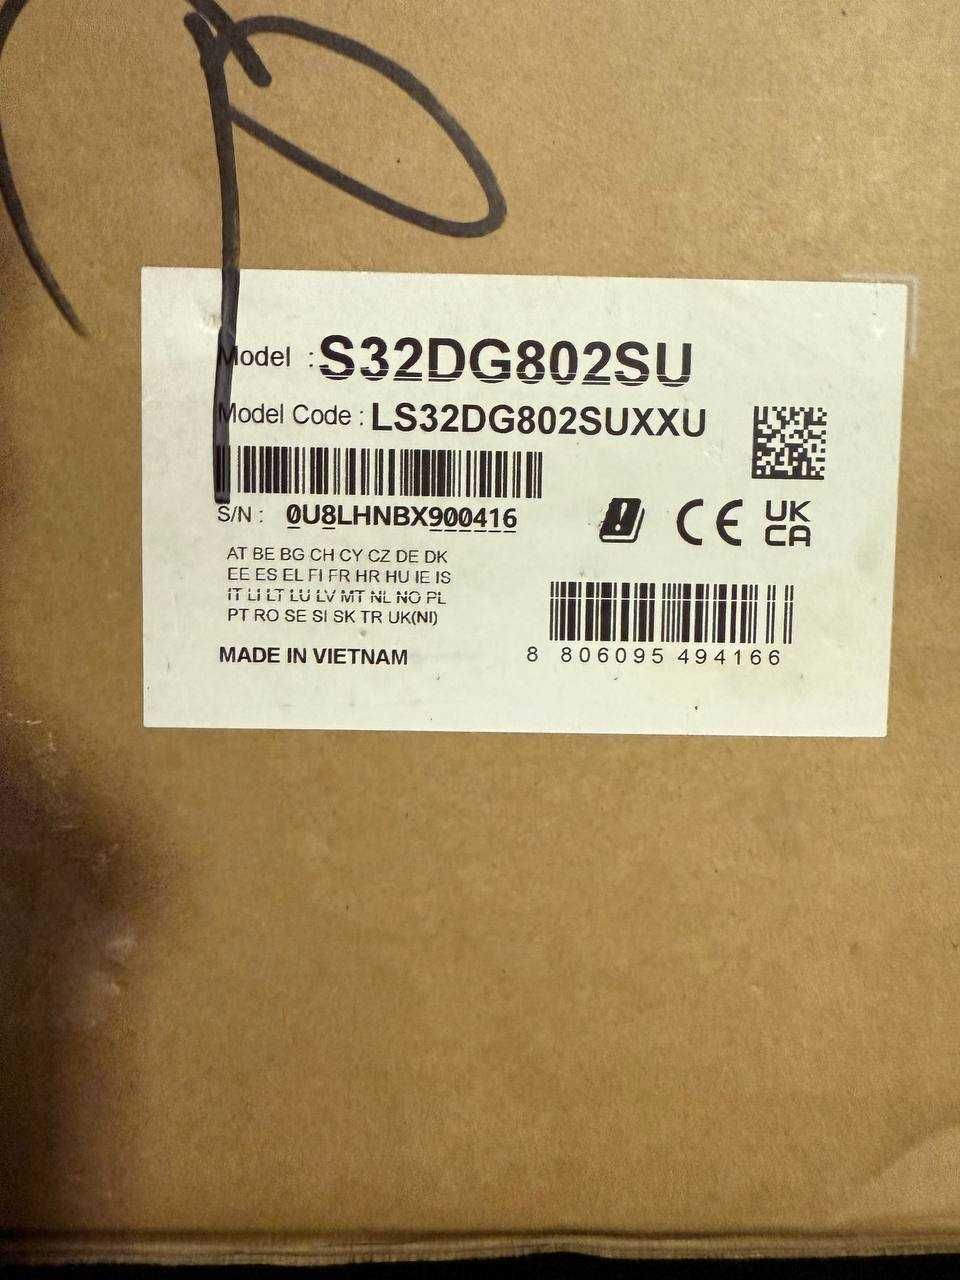 Model : S32DG802SU
Model Code : LS32DG802SUXXU
S/N : 0U8LHNBX900416
CE
UK
CA
AT BE BG CH CY CZ DE DK
EE ES EL FI FR HR HU IE IS
IT LI LT LU LV MT NL NO PL
PT RO SE SI SK TR UK(NI)
MADE IN VIETNAM
8 806095 494166